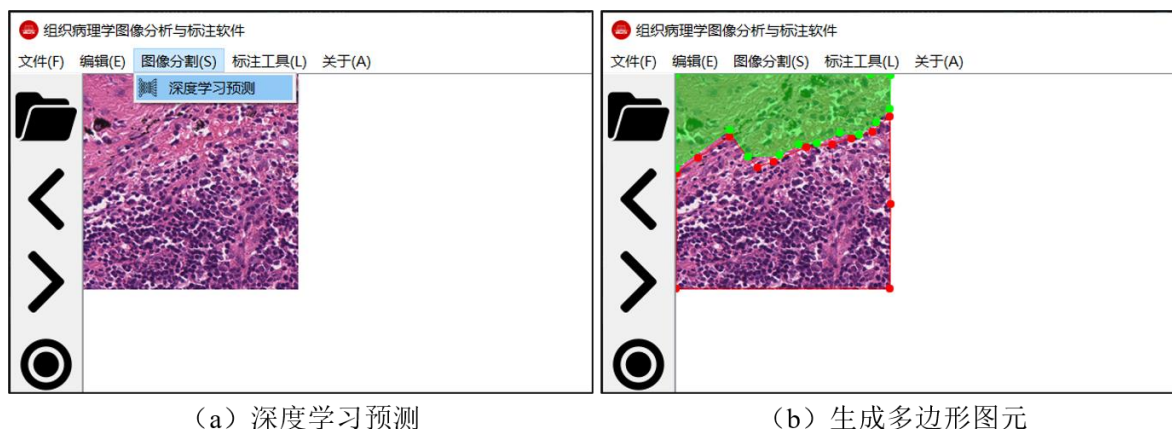 组织病理学图像分析与标注软件
文件(F) 编辑(E) 图像分割(S) 标注工具(L) 关于(A)
深度学习预测
组织病理学图像分析与标注软件
文件(F) 编辑(E) 图像分割(S) 标注工具(L) 关于(A)
(a)深度学习预测
(b)生成多边形图元